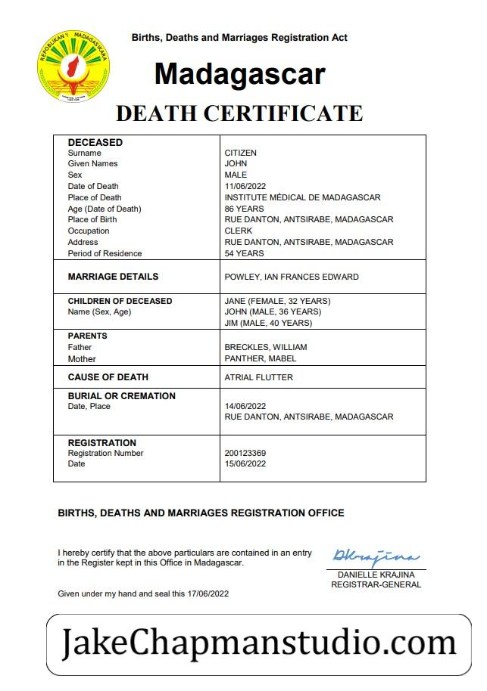 REPOBLIKAN'I MADAGASIKARA
Births, Deaths and Marriages Registration Act
Madagascar
DEATH CERTIFICATE
DECEASED
Surname CITIZEN
Given Names JOHN
Sex MALE
Date of Death 11/06/2022
Place of Death INSTITUTE MÉDICAL DE MADAGASCAR
Age (Date of Death) 86 YEARS
Place of Birth RUE DANTON, ANTSIRABE, MADAGASCAR
Occupation CLERK
Address RUE DANTON, ANTSIRABE, MADAGASCAR
Period of Residence 54 YEARS
MARRIAGE DETAILS POWLEY, IAN FRANCES EDWARD
CHILDREN OF DECEASED JANE (FEMALE, 32 YEARS)
Name (Sex, Age) JOHN (MALE, 36 YEARS)
JIM (MALE, 40 YEARS)
PARENTS
Father BRECKLES, WILLIAM
Mother PANTHER, MABEL
CAUSE OF DEATH ATRIAL FLUTTER
BURIAL OR CREMATION
Date, Place 14/06/2022
RUE DANTON, ANTSIRABE, MADAGASCAR
REGISTRATION
Registration Number 200123369
Date 15/06/2022
BIRTHS, DEATHS AND MARRIAGES REGISTRATION OFFICE
I hereby certify that the above particulars are contained in an entry
in the Register kept in this Office in Madagascar.
DKrajina
DANIELLE KRAJINA
REGISTRAR-GENERAL
Given under my hand and seal this 17/06/2022
JakeChapmanstudio.com